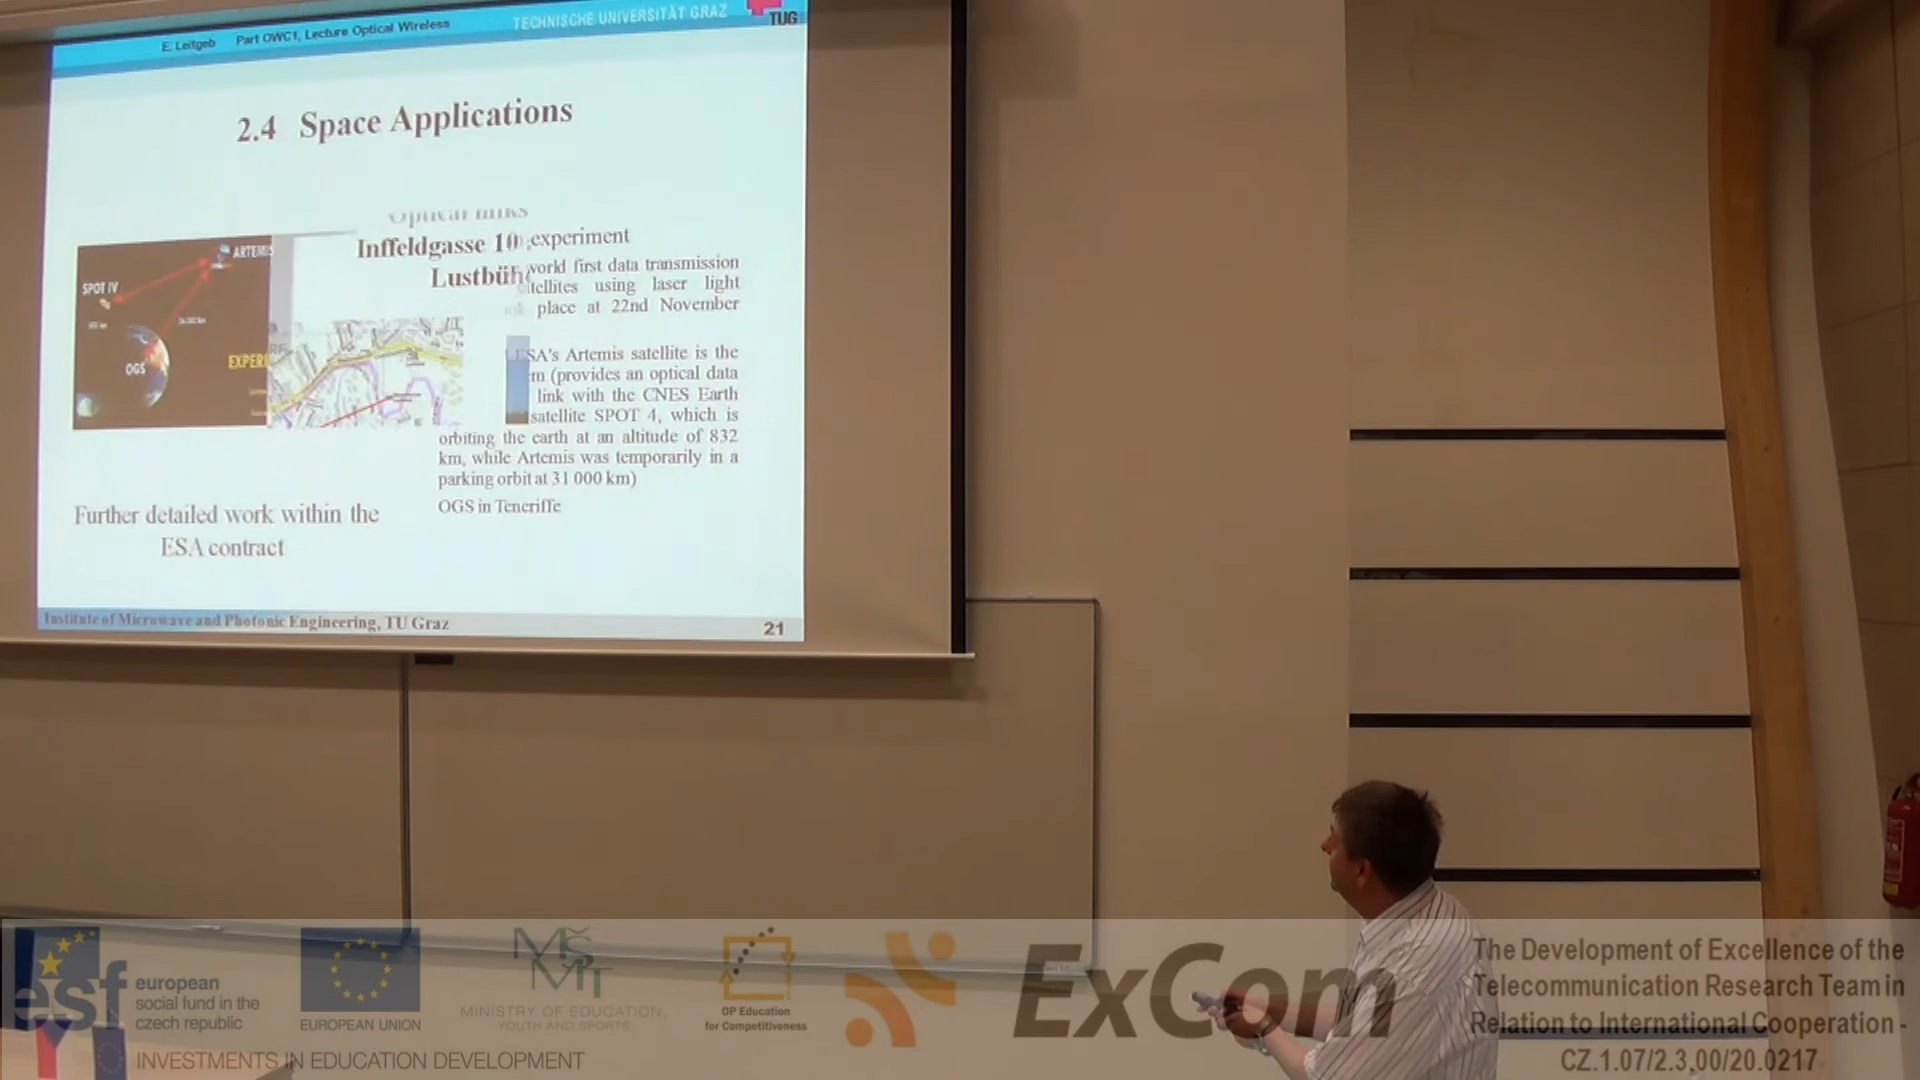 E. Leitgeb Part OWC1, Lecture Optical Wireless
TECHNISCHE UNIVERSITÄT GRAZ
TUG
2.4 Space Applications
Optical links
Inffeldgasse 10
Lustbüh
experiment
world first data transmission
using laser light
place at 22nd November
ESA's Artemis satellite is the
(provides an optical data
link with the CNES Earth
satellite SPOT 4, which is
orbiting the earth at an altitude of 832
km, while Artemis was temporarily in a
parking orbit at 31 000 km)
OGS in Teneriffe
ARTEMIS
SPOT IV
OGS
EXPERI
Further detailed work within the
ESA contract
Institute of Microwave and Photonic Engineering, TU Graz
21
esf
european
social fund in the
czech republic
EUROPEAN UNION
MINISTRY OF EDUCATION,
YOUTH AND SPORTS
OP Education
for Competitiveness
INVESTMENTS IN EDUCATION DEVELOPMENT
ExCom
The Development of Excellence of the
Telecommunication Research Team in
Relation to International Cooperation -
CZ.1.07/2.3.00/20.0217